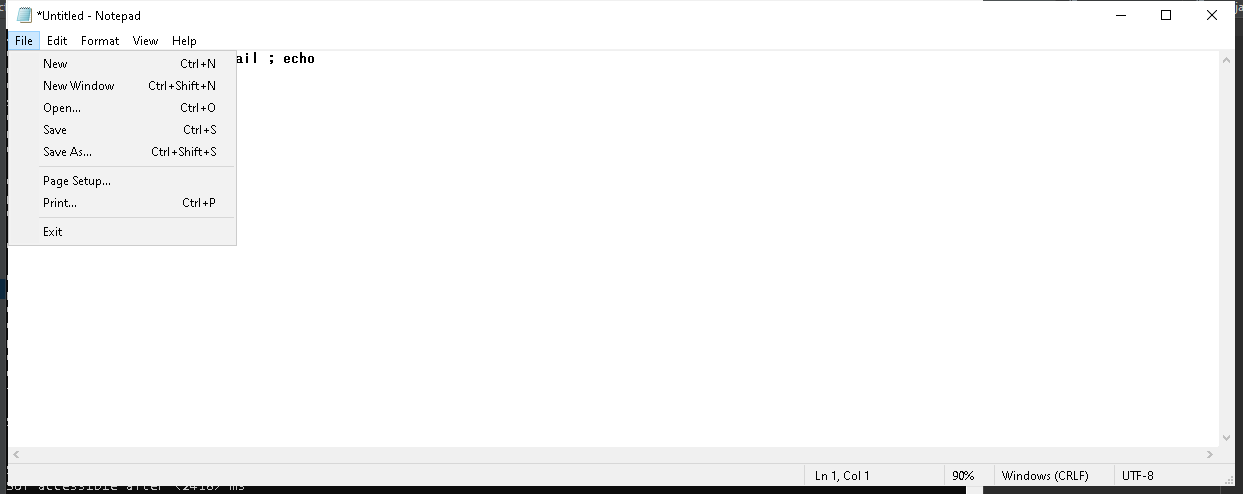 *Untitled - Notepad
File Edit Format View Help
ail ; echo
New Ctrl+N
New Window Ctrl+Shift+N
Open... Ctrl+O
Save Ctrl+S
Save As... Ctrl+Shift+S
Page Setup... 
Print... Ctrl+P
Exit
Ln 1, Col 1 90% Windows (CRLF) UTF-8
accessible after <2416> ms